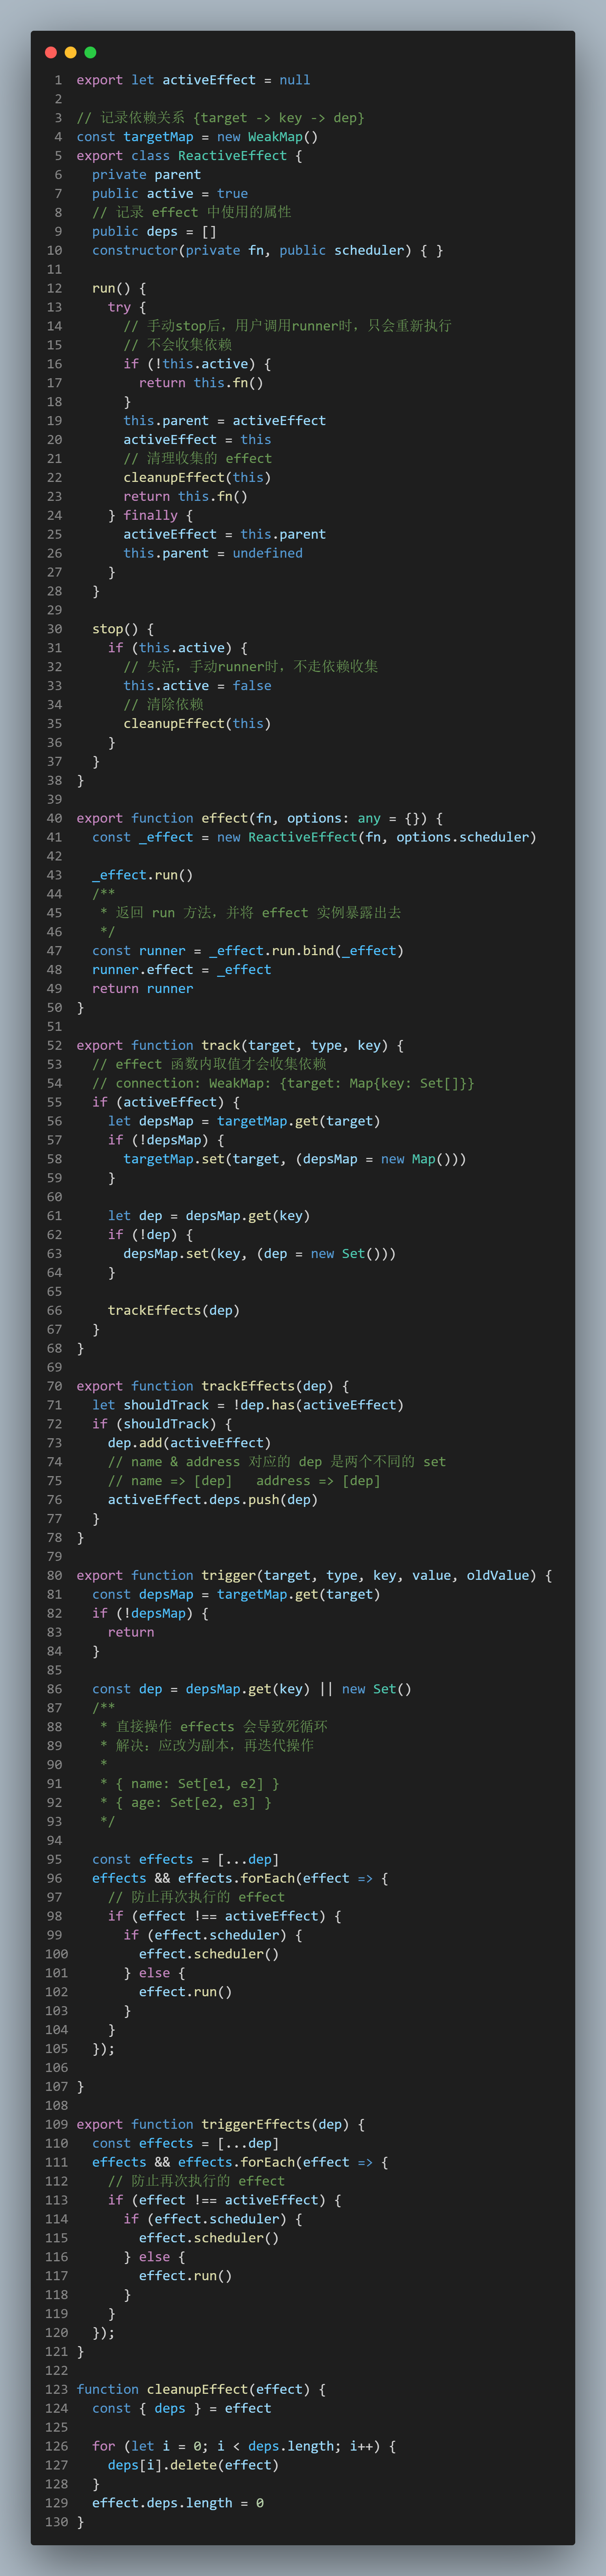 1 export let activeEffect = null
2
3 // 记录依赖关系 {target -> key -> dep}
4 const targetMap = new WeakMap()
5 export class ReactiveEffect {
6   private parent
7   public active = true
8   // 记录 effect 中使用的属性
9   public deps = []
10   constructor(private fn, public scheduler) { }
11
12   run() {
13     try {
14       // 手动stop后，用户调用runner时，只会重新执行
15       // 不会收集依赖
16       if (!this.active) {
17         return this.fn()
18       }
19       this.parent = activeEffect
20       activeEffect = this
21       // 清理收集的 effect
22       cleanupEffect(this)
23       return this.fn()
24     } finally {
25       activeEffect = this.parent
26       this.parent = undefined
27     }
28   }
29
30   stop() {
31     if (this.active) {
32       // 失活，手动runner时，不走依赖收集
33       this.active = false
34       // 清除依赖
35       cleanupEffect(this)
36     }
37   }
38 }
39
40 export function effect(fn, options: any = {}) {
41   const _effect = new ReactiveEffect(fn, options.scheduler)
42
43   _effect.run()
44   /**
45    * 返回 run 方法，并将 effect 实例暴露出去
46    */
47   const runner = _effect.run.bind(_effect)
48   runner.effect = _effect
49   return runner
50 }
51
52 export function track(target, type, key) {
53   // effect 函数内取值才会收集依赖
54   // connection: WeakMap: {target: Map{key: Set[]}}
55   if (activeEffect) {
56     let depsMap = targetMap.get(target)
57     if (!depsMap) {
58       targetMap.set(target, (depsMap = new Map()))
59     }
60
61     let dep = depsMap.get(key)
62     if (!dep) {
63       depsMap.set(key, (dep = new Set()))
64     }
65
66     trackEffects(dep)
67   }
68 }
69
70 export function trackEffects(dep) {
71   let shouldTrack = !dep.has(activeEffect)
72   if (shouldTrack) {
73     dep.add(activeEffect)
74     // name & address 对应的 dep 是两个不同的 set
75     // name => [dep]   address => [dep]
76     activeEffect.deps.push(dep)
77   }
78 }
79
80 export function trigger(target, type, key, value, oldValue) {
81   const depsMap = targetMap.get(target)
82   if (!depsMap) {
83     return
84   }
85
86   const dep = depsMap.get(key) || new Set()
87   /**
88    * 直接操作 effects 会导致死循环
89    * 解决：应改为副本，再迭代操作
90    *
91    * { name: Set[e1, e2] }
92    * { age: Set[e2, e3] }
93    */
94
95   const effects = [...dep]
96   effects && effects.forEach(effect => {
97     // 防止再次执行的 effect
98     if (effect !== activeEffect) {
99       if (effect.scheduler) {
100         effect.scheduler()
101       } else {
102         effect.run()
103       }
104     }
105   });
106
107 }
108
109 export function triggerEffects(dep) {
110   const effects = [...dep]
111   effects && effects.forEach(effect => {
112     // 防止再次执行的 effect
113     if (effect !== activeEffect) {
114       if (effect.scheduler) {
115         effect.scheduler()
116       } else {
117         effect.run()
118       }
119     }
120   });
121 }
122
123 function cleanupEffect(effect) {
124   const { deps } = effect
125
126   for (let i = 0; i < deps.length; i++) {
127     deps[i].delete(effect)
128   }
129   effect.deps.length = 0
130 }